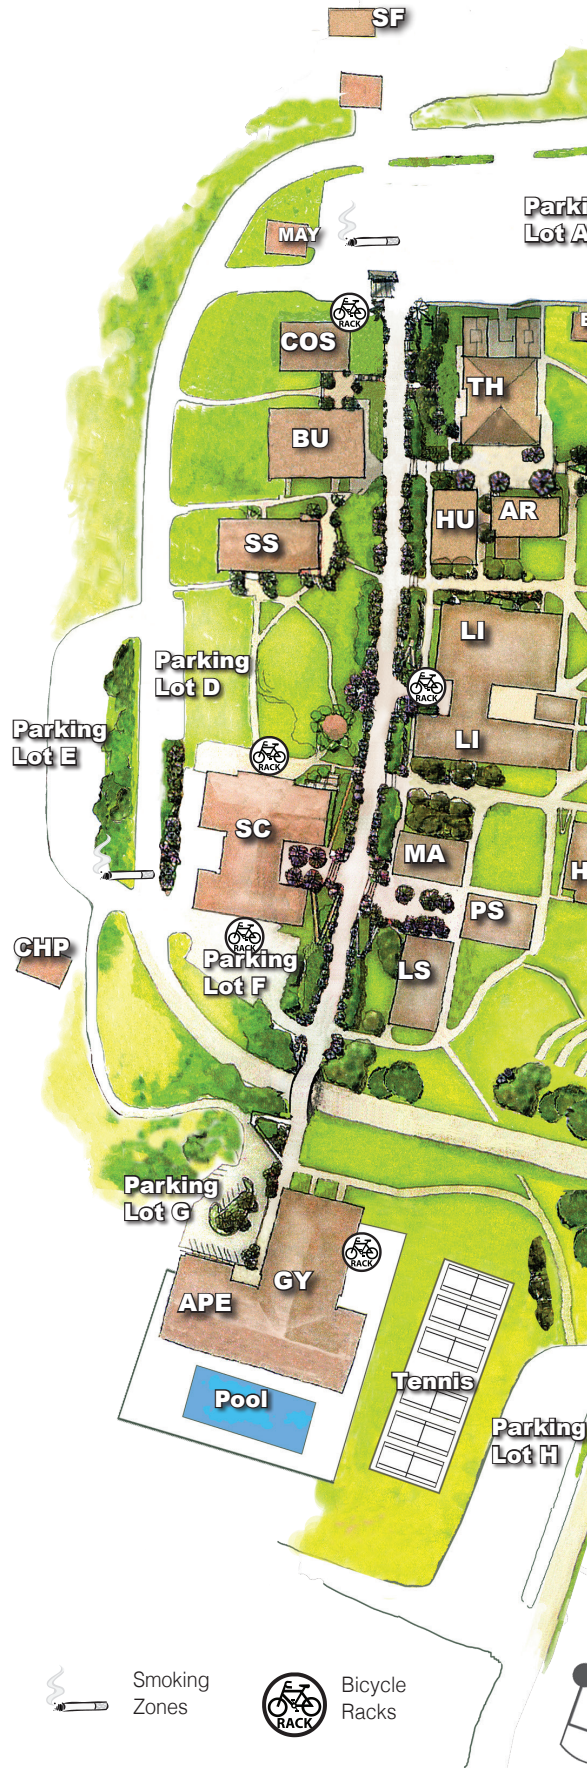 SF
Parki
Lot A
MAY
RACK
COS
TH
BU
HU
AR
SS
LI
Parking
Lot D
RACK
Parking
Lot E
LI
RACK
SC
MA
H
PS
CHP
RACK
Parking
Lot F
LS
Parking
Lot G
RACK
GY
APE
Tennis
Pool
Parking
Lot H
Smoking
Zones
RACK
Bicycle
Racks